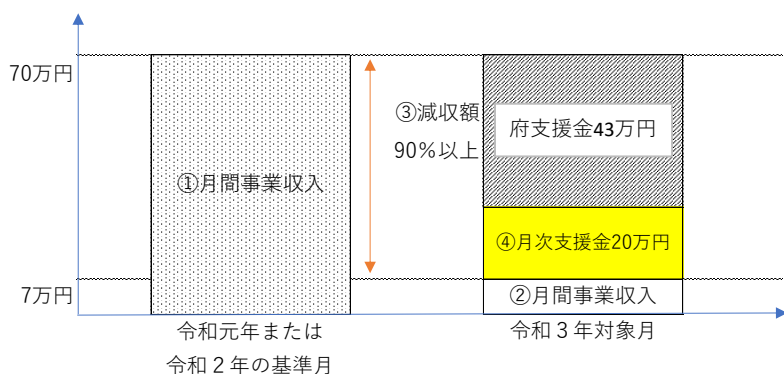 70万円
7万円
①月間事業収入
③減収額
90％以上
府支援金43万円
④月次支援金20万円
②月間事業収入
令和元年または
令和２年の基準月
令和３年対象月